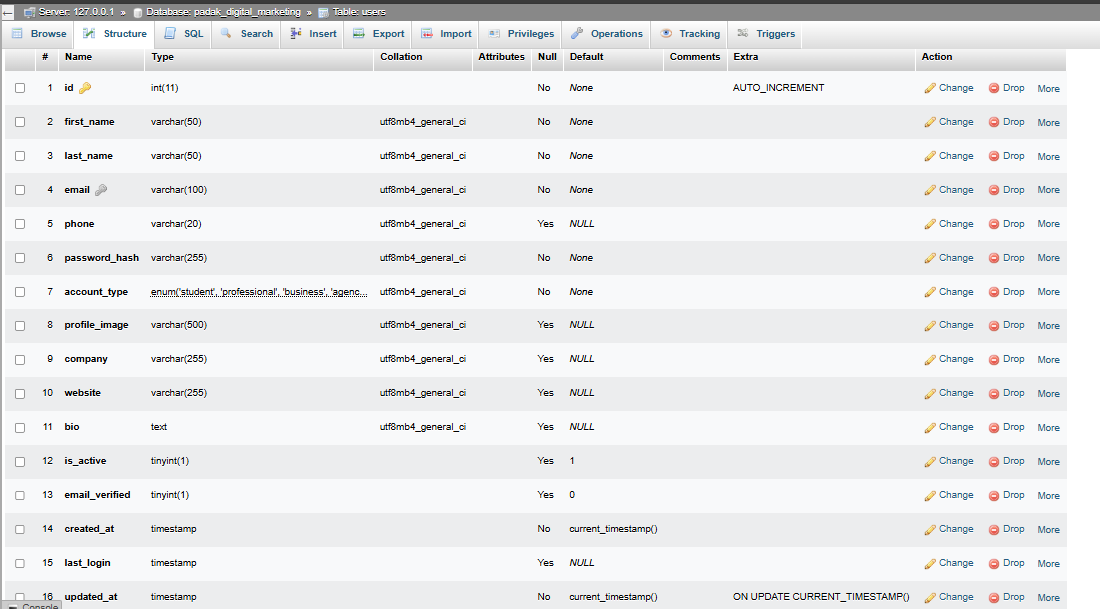 Server: 127.0.0.1 » Database: padak_digital_marketing » Table: users
Browse Structure SQL Search Insert Export Import Privileges Operations Tracking Triggers
# Name Type Collation Attributes Null Default Comments Extra Action
1 id int(11) No None AUTO_INCREMENT Change Drop More
2 first_name varchar(50) utf8mb4_general_ci No None Change Drop More
3 last_name varchar(50) utf8mb4_general_ci No None Change Drop More
4 email varchar(100) utf8mb4_general_ci No None Change Drop More
5 phone varchar(20) utf8mb4_general_ci Yes NULL Change Drop More
6 password_hash varchar(255) utf8mb4_general_ci No None Change Drop More
7 account_type enum('student', 'professional', 'business', 'agenc... utf8mb4_general_ci No None Change Drop More
8 profile_image varchar(500) utf8mb4_general_ci Yes NULL Change Drop More
9 company varchar(255) utf8mb4_general_ci Yes NULL Change Drop More
10 website varchar(255) utf8mb4_general_ci Yes NULL Change Drop More
11 bio text utf8mb4_general_ci Yes NULL Change Drop More
12 is_active tinyint(1) Yes 1 Change Drop More
13 email_verified tinyint(1) Yes 0 Change Drop More
14 created_at timestamp No current_timestamp() Change Drop More
15 last_login timestamp Yes NULL Change Drop More
16 updated_at timestamp No current_timestamp() ON UPDATE CURRENT_TIMESTAMP() Change Drop More
Console